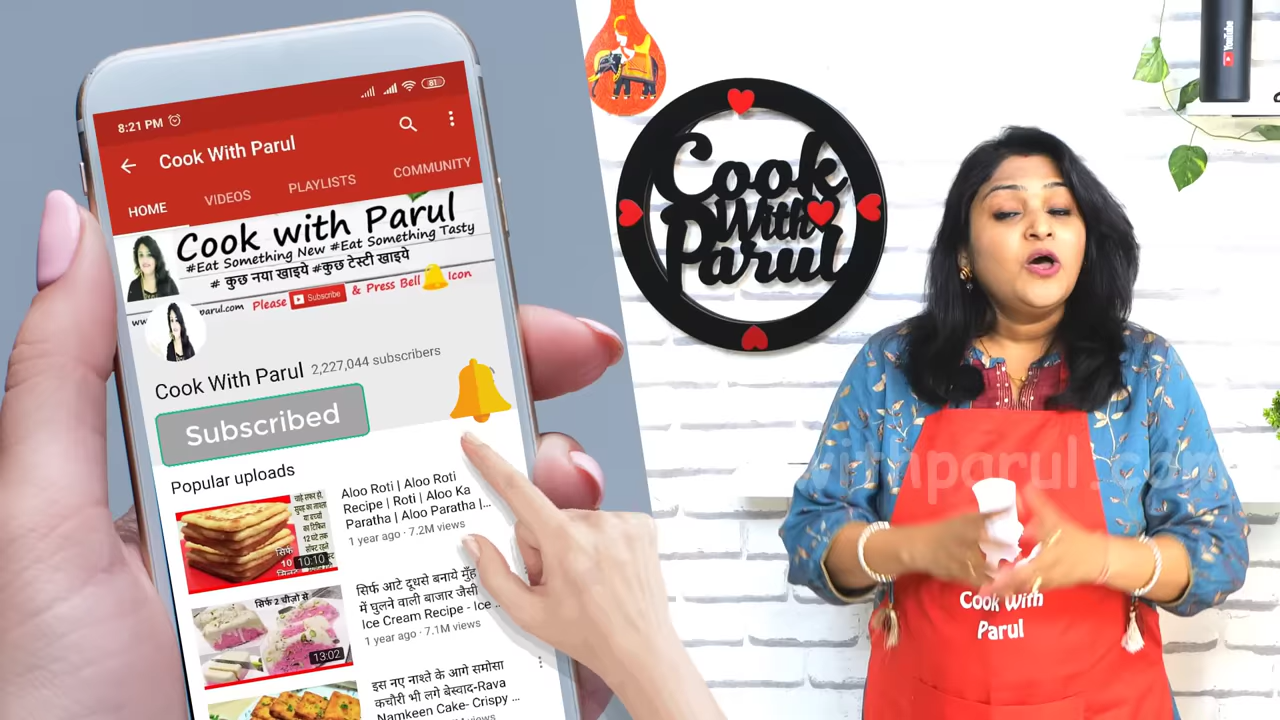 8:21 PM
81
Cook With Parul
HOME VIDEOS PLAYLISTS COMMUNITY
Cook with Parul
#Eat Something New #Eat Something Tasty
# कुछ नया खाइये #कुछ टेस्टी खाइये
parul.com Please Subscribe & Press Bell Icon
Cook With Parul 2,227,044 subscribers
Subscribed
Popular uploads
Aloo Roti | Aloo Roti
Recipe | Roti | Aloo Ka
Paratha | Aloo Paratha |...
1 year ago · 7.2M views
10:10
सिर्फ आटे दूधसे बनाये मुँह
में घुलने वाली बाजार जैसी
Ice Cream Recipe - Ice ...
1 year ago · 7.1M views
सिर्फ 2 चीज़ो से
13:02
इस नए नाश्ते के आगे समोसा
कचौरी भी लगे बेस्वाद-Rava
Namkeen Cake- Crispy ...
Cook
With
Parul
YouTube
withparul.com
Cook With
Parul